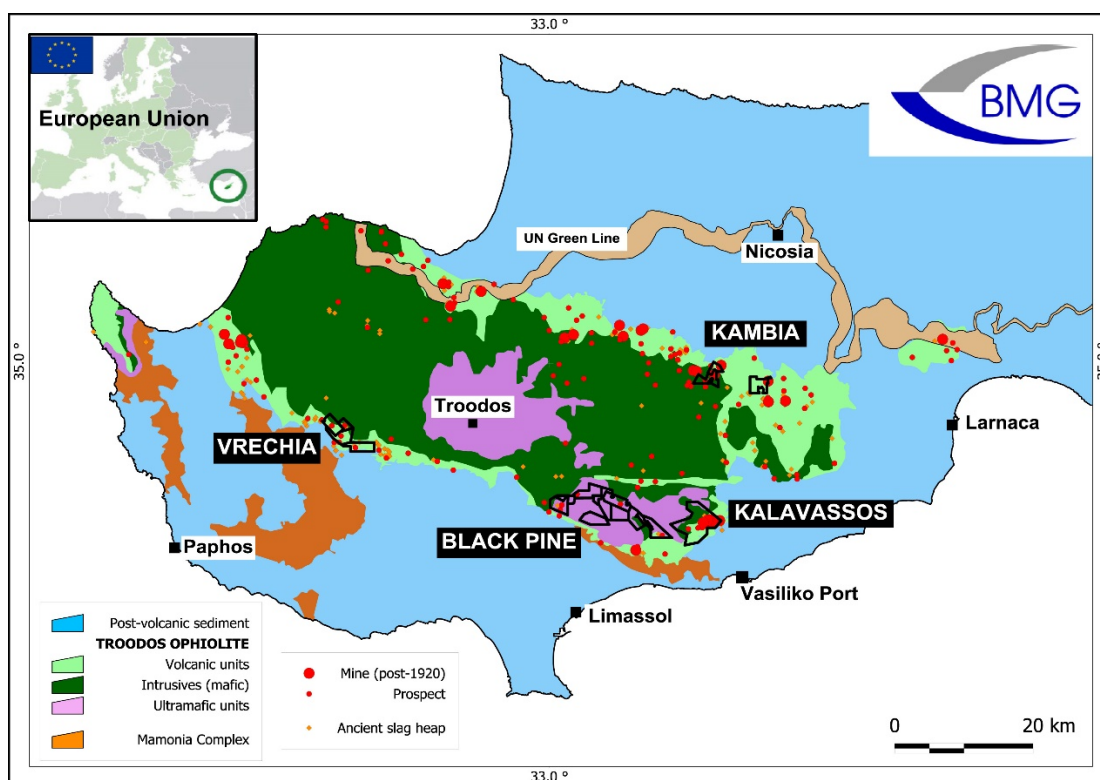 33.0 °
European Union
BMG
UN Green Line
Nicosia
35.0 °
KAMBIA
Troodos
Larnaca
VRECHIA
KALAVASSOS
BLACK PINE
Paphos
Vasiliko Port
Limassol
Post-volcanic sediment
TROODOS OPHIOLITE
Volcanic units
Intrusives (mafic)
Ultramafic units
Mamonia Complex
Mine (post-1920)
Prospect
Ancient slag heap
0 20 km
33.0 °